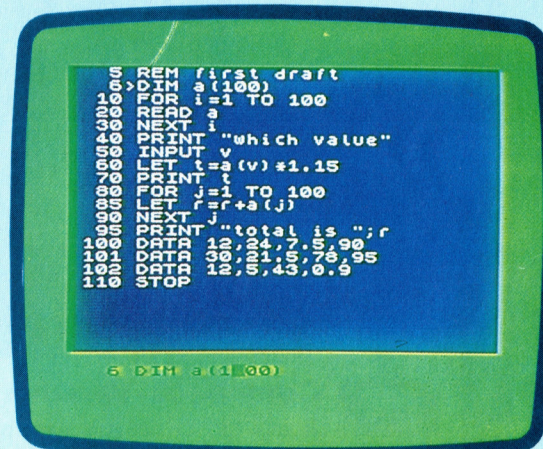 5 REM first draft
6>DIM a(100)
10 FOR i=1 TO 100
20 READ a
30 NEXT i
40 PRINT "which value"
50 INPUT v
60 LET t=a(v)*1.15
70 PRINT t
80 FOR j=1 TO 100
85 LET r=r+a(j)
90 NEXT j
95 PRINT "total is ";r
100 DATA 12,24,7.5,90
101 DATA 30,21.5,78,95
102 DATA 12,5,43,0.9
110 STOP
6 DIM a(100)